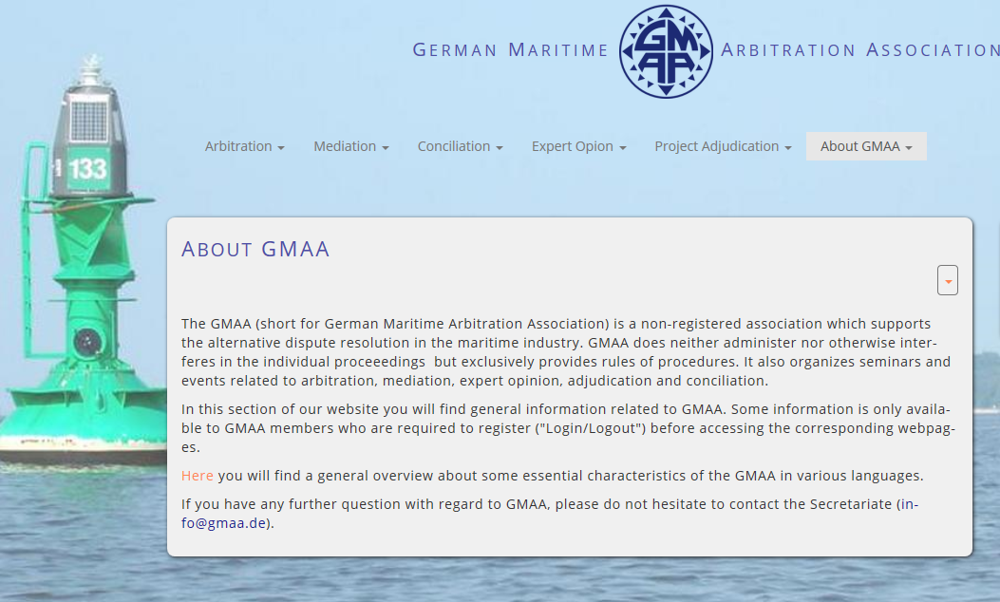 German Maritime
GMAA
Arbitration Association
Arbitration
Mediation
Conciliation
Expert Opion
Project Adjudication
About GMAA
133
About GMAA
The GMAA (short for German Maritime Arbitration Association) is a non-registered association which supports
the alternative dispute resolution in the maritime industry. GMAA does neither administer nor otherwise inter-
feres in the individual proceeedings  but exclusively provides rules of procedures. It also organizes seminars and
events related to arbitration, mediation, expert opinion, adjudication and conciliation.
In this section of our website you will find general information related to GMAA. Some information is only availa-
ble to GMAA members who are required to register ("Login/Logout") before accessing the corresponding webpag-
es.
Here you will find a general overview about some essential characteristics of the GMAA in various languages.
If you have any further question with regard to GMAA, please do not hesitate to contact the Secretariate (in-
fo@gmaa.de).